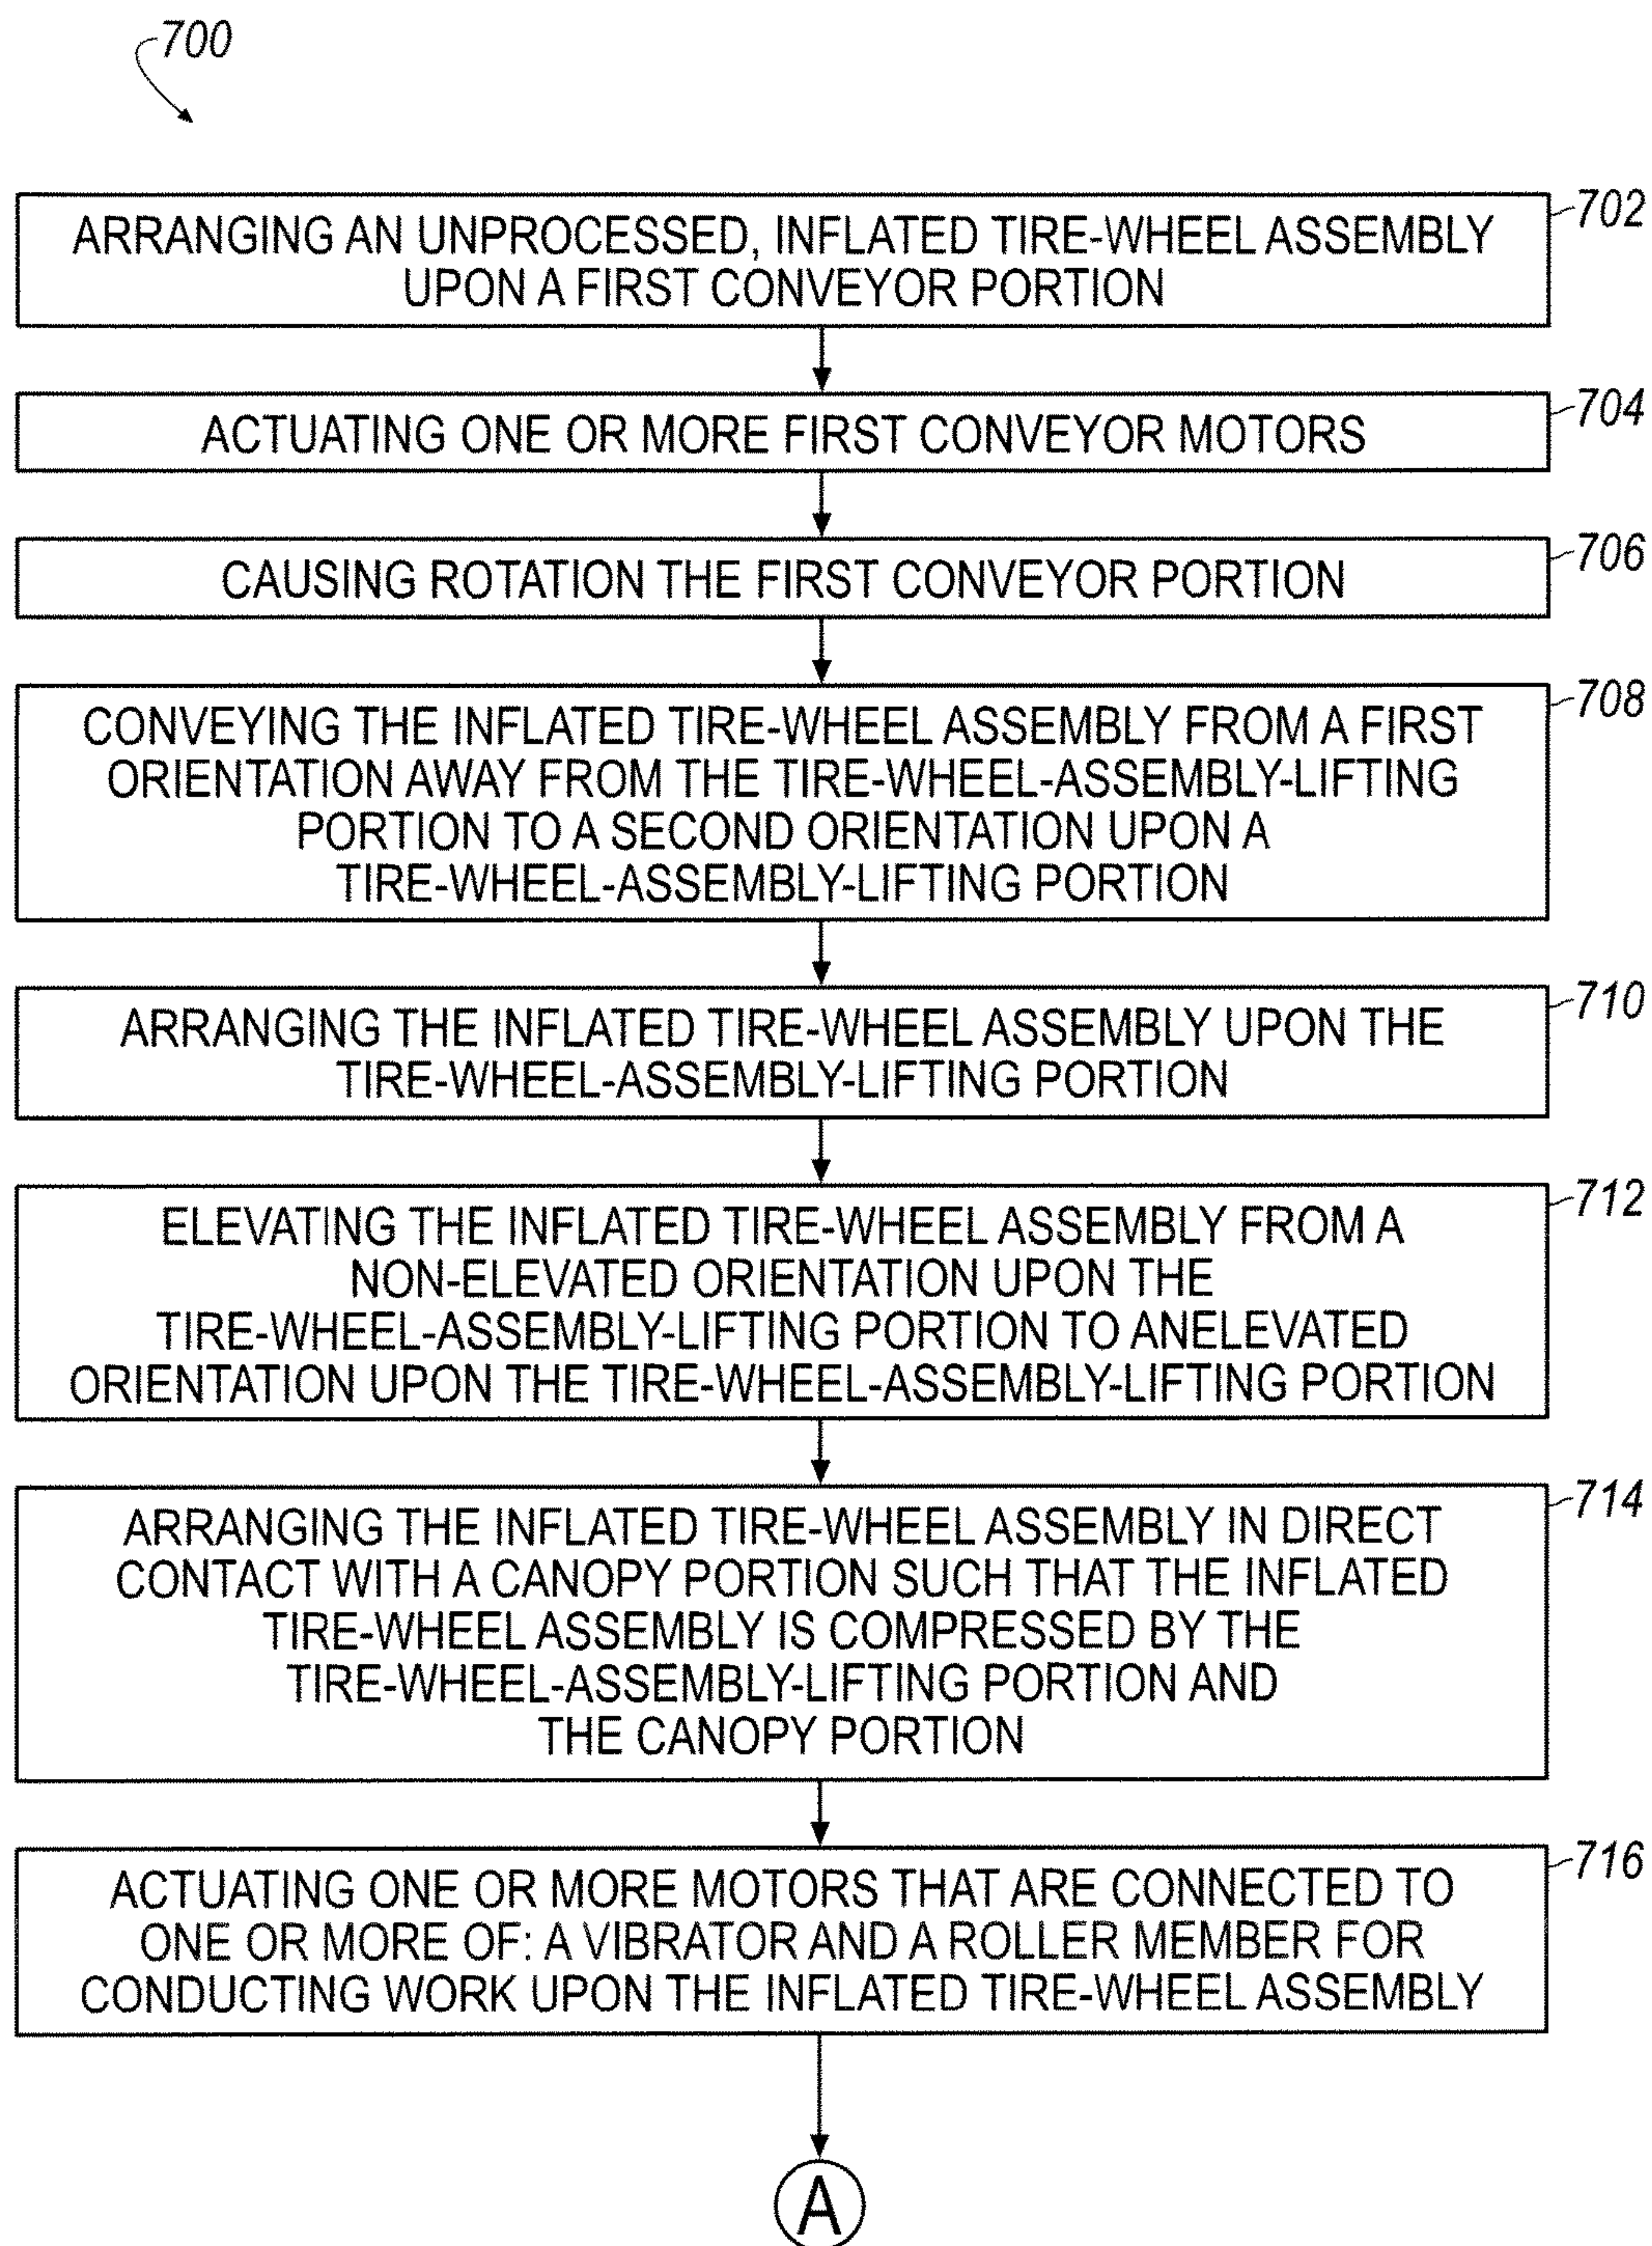 700
702
ARRANGING AN UNPROCESSED, INFLATED TIRE-WHEEL ASSEMBLY
UPON A FIRST CONVEYOR PORTION
704
ACTUATING ONE OR MORE FIRST CONVEYOR MOTORS
706
CAUSING ROTATION THE FIRST CONVEYOR PORTION
708
CONVEYING THE INFLATED TIRE-WHEEL ASSEMBLY FROM A FIRST
ORIENTATION AWAY FROM THE TIRE-WHEEL-ASSEMBLY-LIFTING
PORTION TO A SECOND ORIENTATION UPON A
TIRE-WHEEL-ASSEMBLY-LIFTING PORTION
710
ARRANGING THE INFLATED TIRE-WHEEL ASSEMBLY UPON THE
TIRE-WHEEL-ASSEMBLY-LIFTING PORTION
712
ELEVATING THE INFLATED TIRE-WHEEL ASSEMBLY FROM A
NON-ELEVATED ORIENTATION UPON THE
TIRE-WHEEL-ASSEMBLY-LIFTING PORTION TO ANELEVATED
ORIENTATION UPON THE TIRE-WHEEL-ASSEMBLY-LIFTING PORTION
714
ARRANGING THE INFLATED TIRE-WHEEL ASSEMBLY IN DIRECT
CONTACT WITH A CANOPY PORTION SUCH THAT THE INFLATED
TIRE-WHEEL ASSEMBLY IS COMPRESSED BY THE
TIRE-WHEEL-ASSEMBLY-LIFTING PORTION AND
THE CANOPY PORTION
716
ACTUATING ONE OR MORE MOTORS THAT ARE CONNECTED TO
ONE OR MORE OF: A VIBRATOR AND A ROLLER MEMBER FOR
CONDUCTING WORK UPON THE INFLATED TIRE-WHEEL ASSEMBLY
A